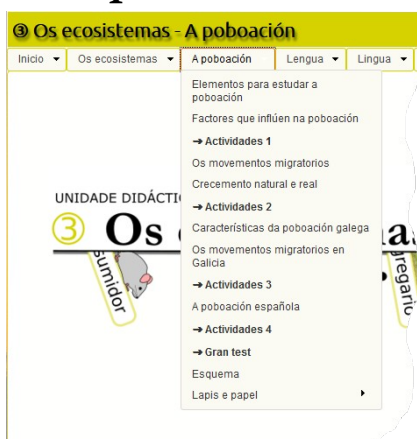 ③ Os ecosistemas - A poboación
Inicio Os ecosistemas A poboación Lengua Lingua
Elementos para estudar a
poboación
Factores que inflúen na poboación
→ Actividades 1
Os movementos migratorios
Crecemento natural e real
→ Actividades 2
Características da poboación galega
Os movementos migratorios en
Galicia
→ Actividades 3
A poboación española
→ Actividades 4
→ Gran test
Esquema
Lapis e papel
UNIDADE DIDÁCTI
③ Os
sumidor